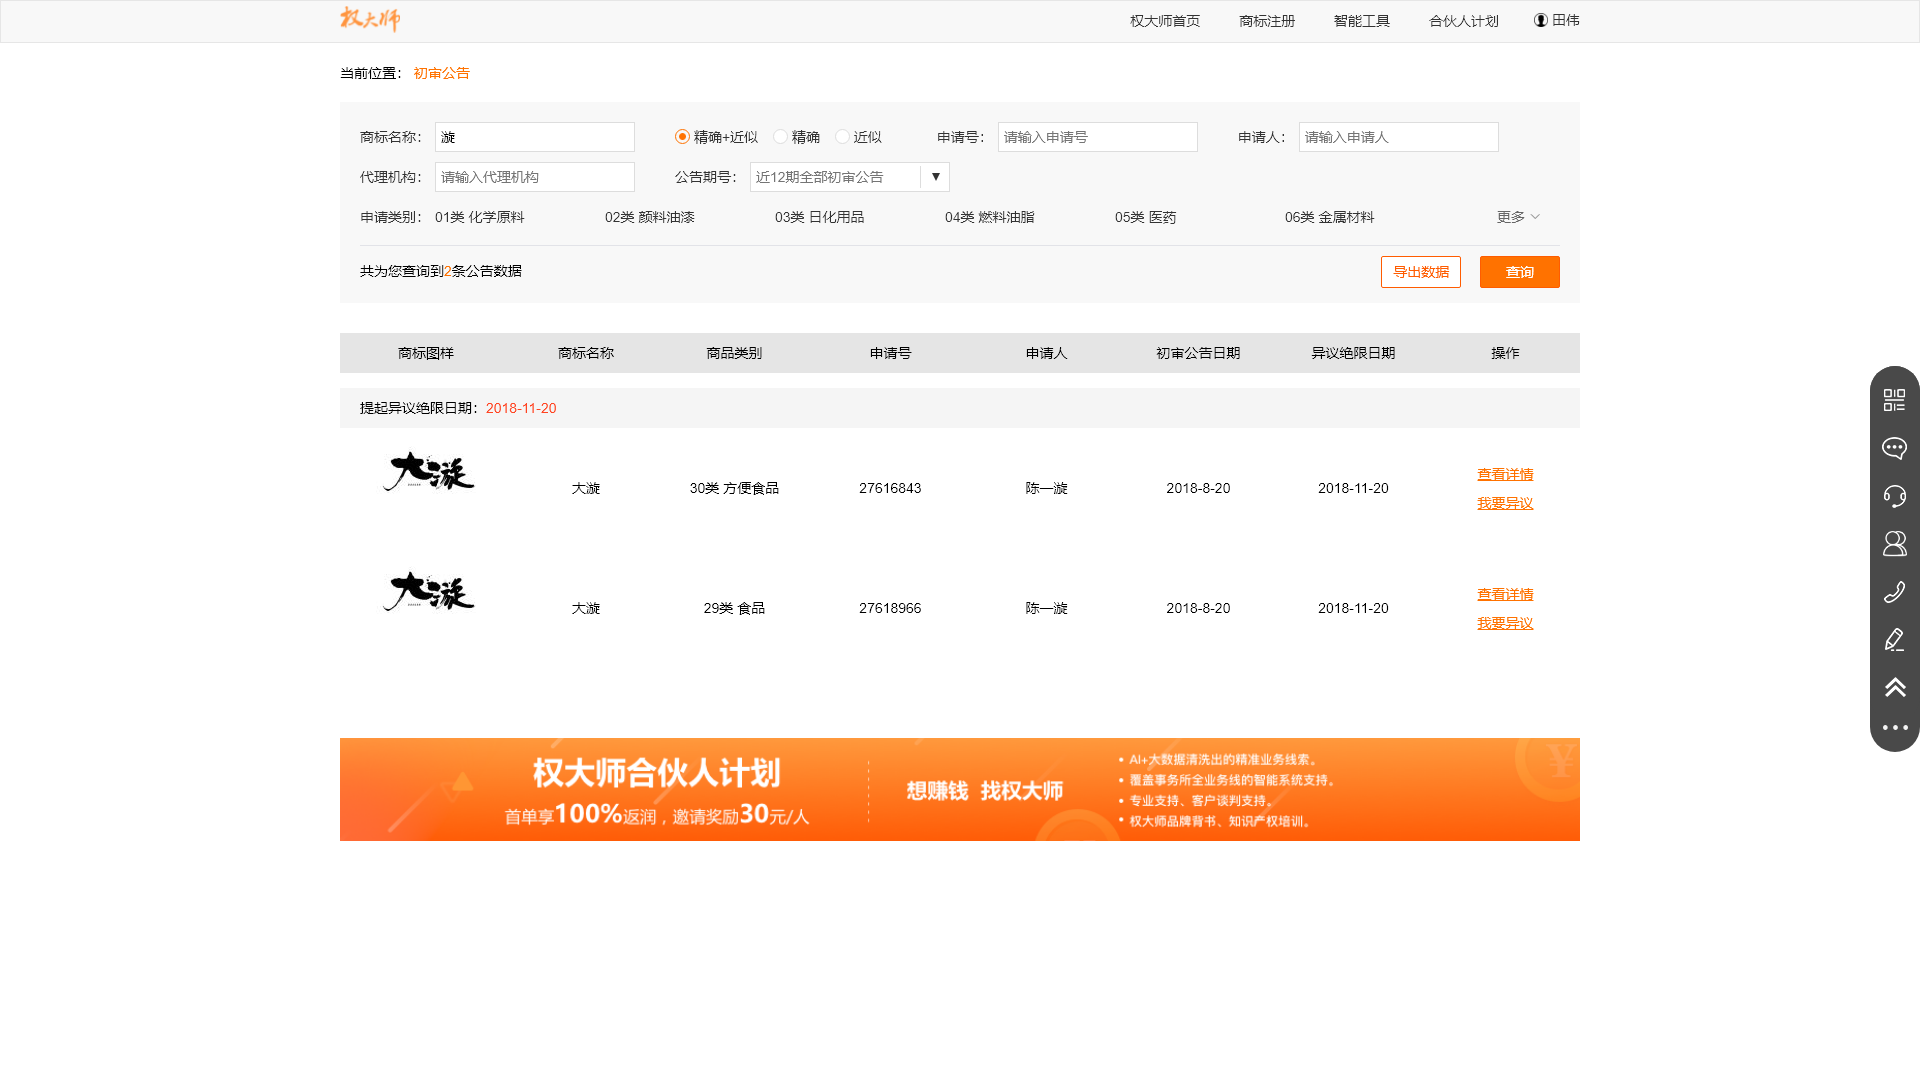 权大师
权大师首页 商标注册 智能工具 合伙人计划 田伟
当前位置： 初审公告
商标名称： 漩 精确+近似 精确 近似 申请号： 请输入申请号 申请人： 请输入申请人
代理机构： 请输入代理机构 公告期号： 近12期全部初审公告 ▼
申请类别： 01类 化学原料 02类 颜料油漆 03类 日化用品 04类 燃料油脂 05类 医药 06类 金属材料 更多
共为您查询到2条公告数据 导出数据 查询
商标图样 商标名称 商品类别 申请号 申请人 初审公告日期 异议绝限日期 操作
提起异议绝限日期：2018-11-20
大漩 大漩 30类 方便食品 27616843 陈一漩 2018-8-20 2018-11-20 查看详情
我要异议
大漩 大漩 29类 食品 27618966 陈一漩 2018-8-20 2018-11-20 查看详情
我要异议
权大师合伙人计划
首单享100%返润，邀请奖励30元/人
想赚钱 找权大师
• AI+大数据清洗出的精准业务线索。
• 覆盖事务所全业务线的智能系统支持。
• 专业支持、客户谈判支持。
• 权大师品牌背书、知识产权培训。